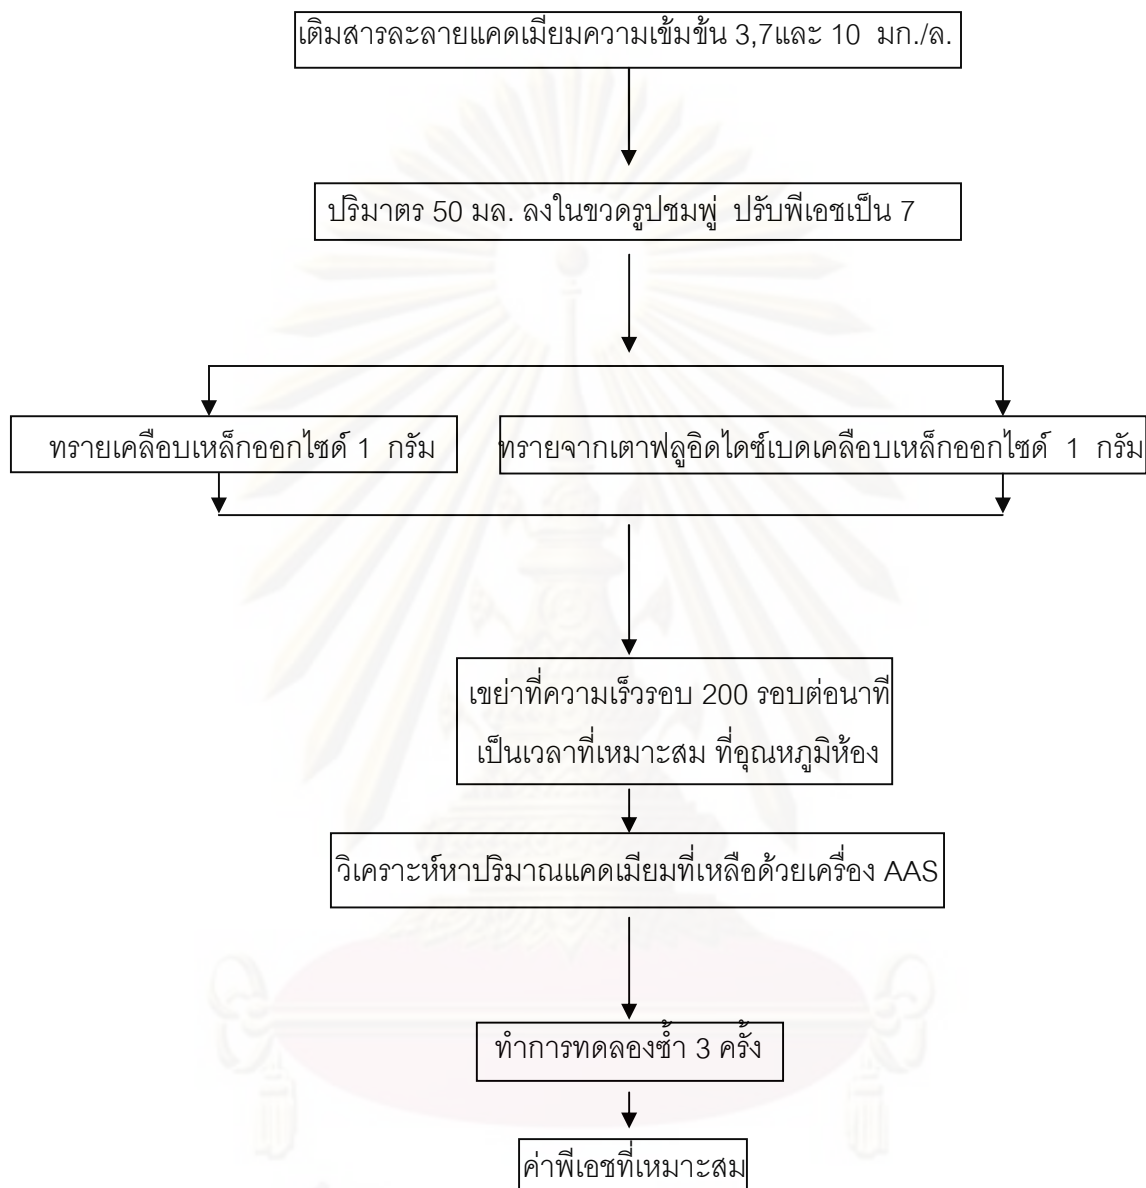 เติมสารละลายแคดเมียมความเข้มข้น 3,7และ 10 มก./ล.
ปริมาตร 50 มล. ลงในขวดรูปชมพู่ ปรับพีเอชเป็น 7
ทรายเคลือบเหล็กออกไซด์ 1 กรัม
ทรายจากเตาฟลูอิดไดซ์เบดเคลือบเหล็กออกไซด์ 1 กรัม
เขย่าที่ความเร็วรอบ 200 รอบต่อนาที
เป็นเวลาที่เหมาะสม ที่อุณหภูมิห้อง
วิเคราะห์หาปริมาณแคดเมียมที่เหลือด้วยเครื่อง AAS
ทำการทดลองซ้ำ 3 ครั้ง
ค่าพีเอชที่เหมาะสม